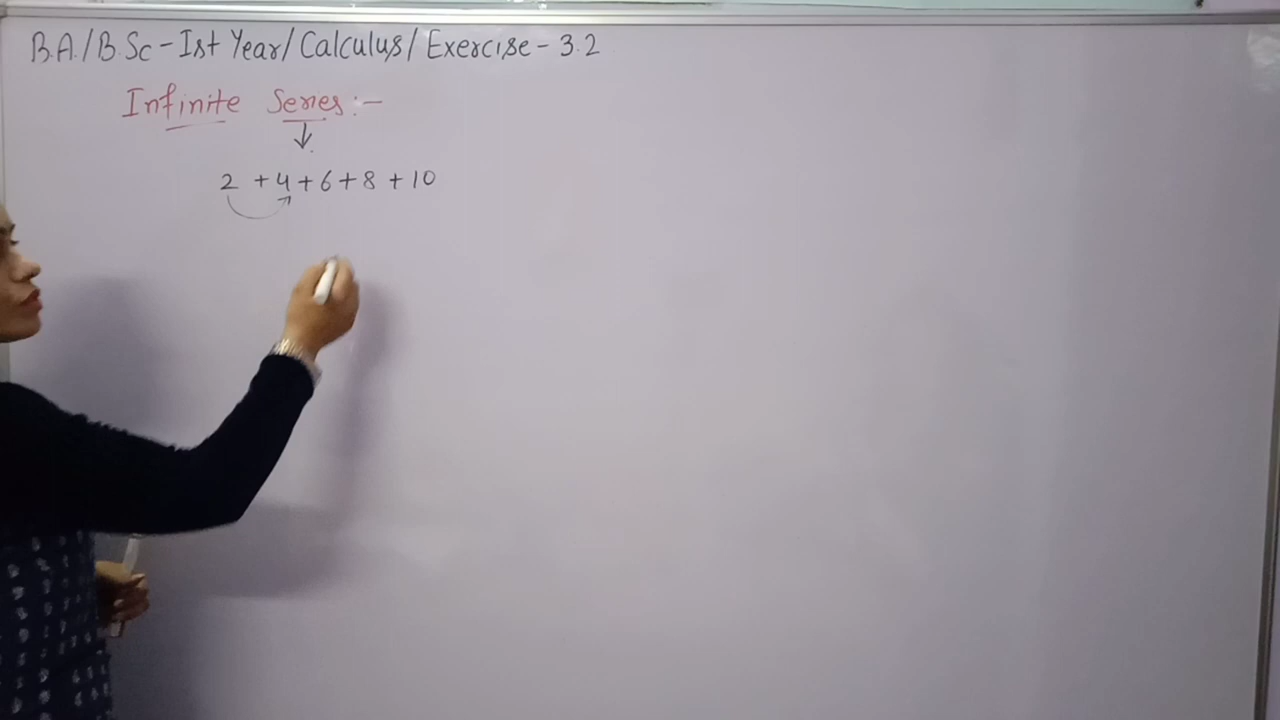 B.A./B.Sc-Ist Year/Calculus/Exercise-3.2
Infinite Series:-
2 +4+6+8+10